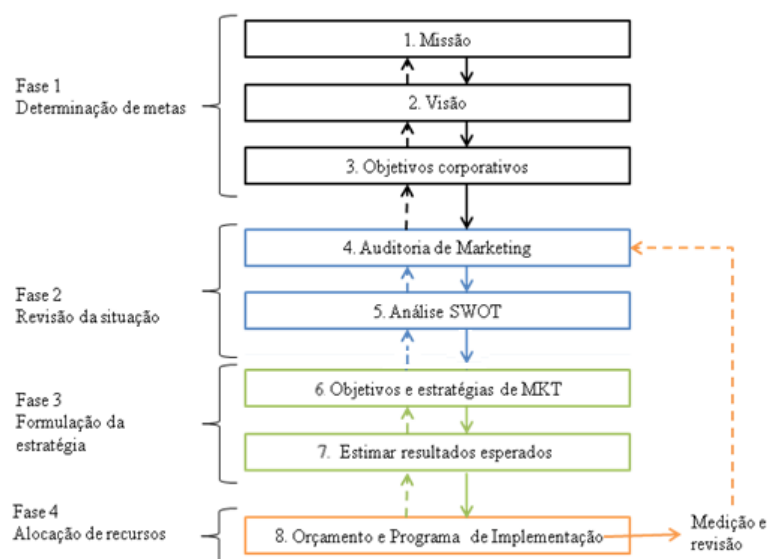 1. Missão
Fase 1
Determinação de metas
2. Visão
3. Objetivos corporativos
4. Auditoria de Marketing
Fase 2
Revisão da situação
5. Análise SWOT
Fase 3
Formulação da
estratégia
6. Objetivos e estratégias de MKT
7. Estimar resultados esperados
Fase 4
Alocação de recursos
8. Orçamento e Programa de Implementação
Medição e
revisão